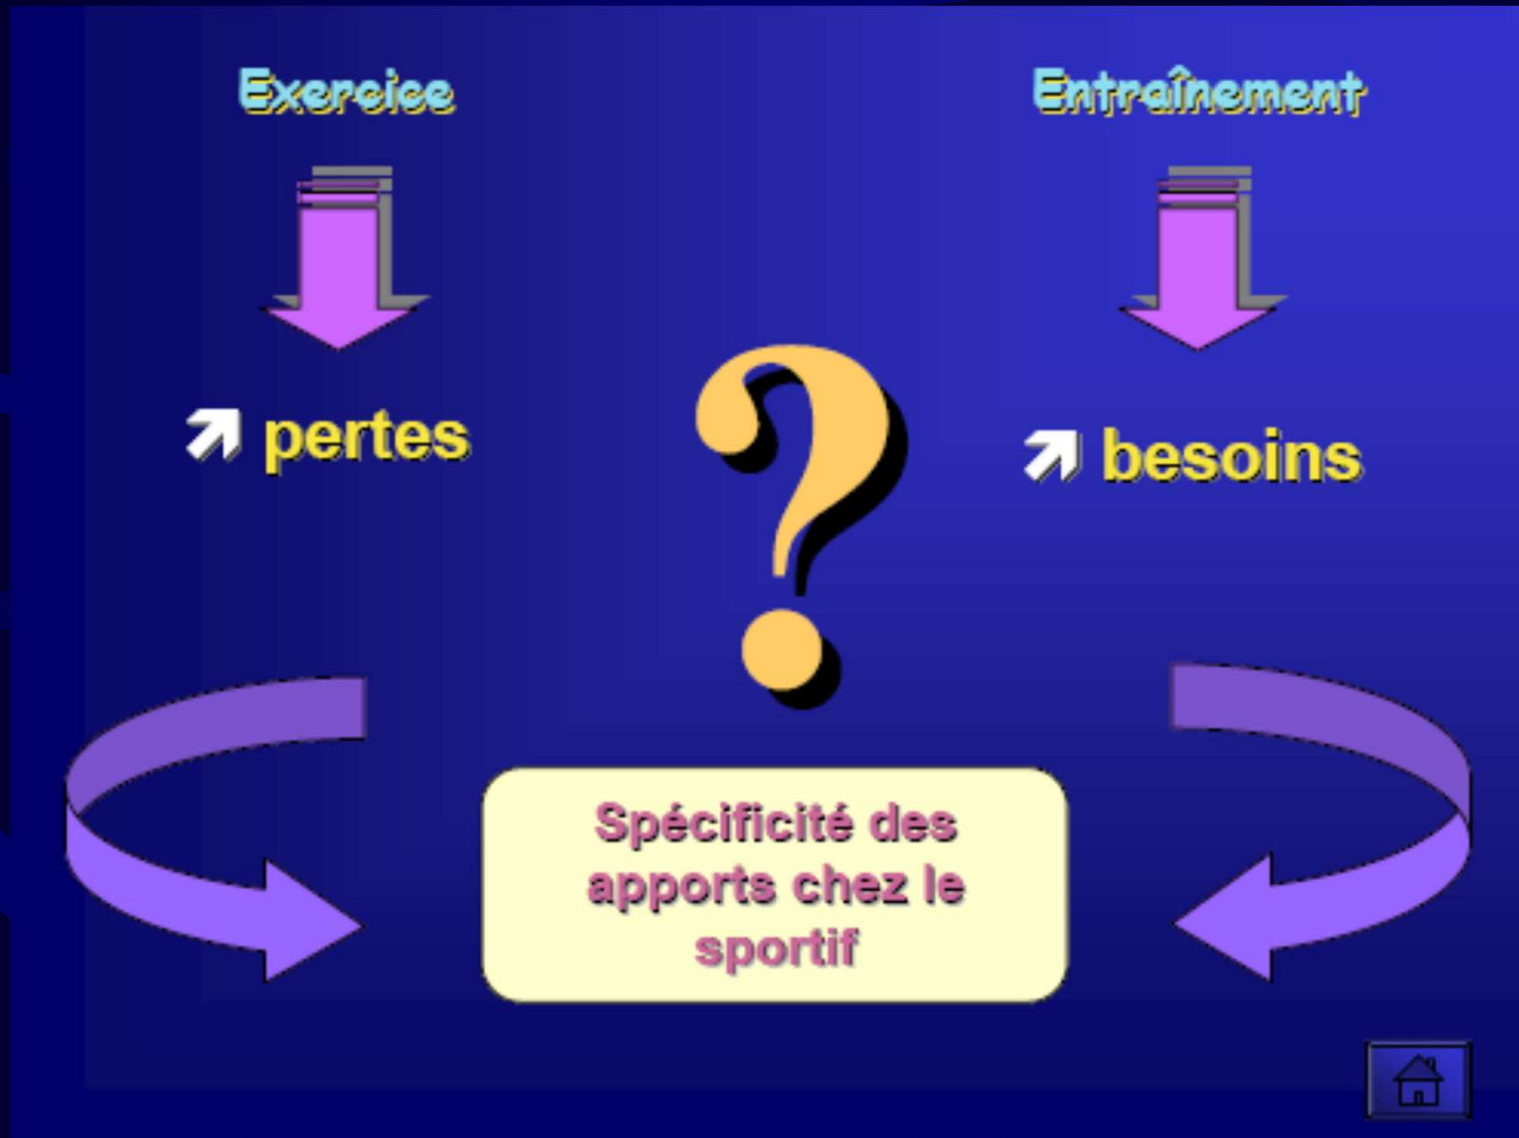 Exercice
Entraînement
pertes
besoins
?
Spécificité des
apports chez le
sportif